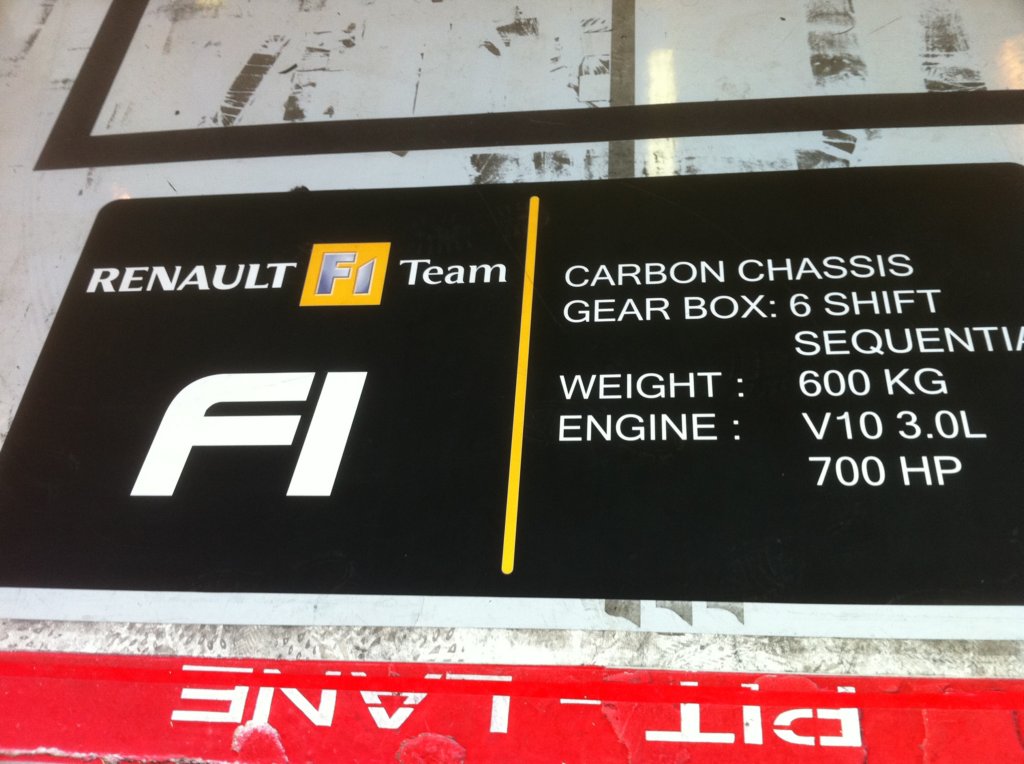 RENAULT F1 Team
F1
CARBON CHASSIS
GEAR BOX: 6 SHIFT
SEQUENTIA
WEIGHT : 600 KG
ENGINE : V10 3.0L
700 HP
PIT - LANE